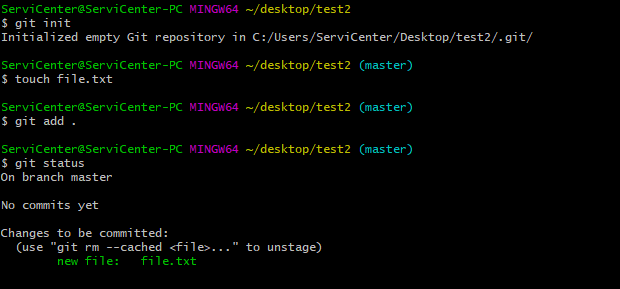 ServiCenter@ServiCenter-PC MINGW64 ~/desktop/test2
$ git init
Initialized empty Git repository in C:/Users/ServiCenter/Desktop/test2/.git/
ServiCenter@ServiCenter-PC MINGW64 ~/desktop/test2 (master)
$ touch file.txt
ServiCenter@ServiCenter-PC MINGW64 ~/desktop/test2 (master)
$ git add .
ServiCenter@ServiCenter-PC MINGW64 ~/desktop/test2 (master)
$ git status
On branch master
No commits yet
Changes to be committed:
  (use "git rm --cached <file>..." to unstage)
        new file:   file.txt